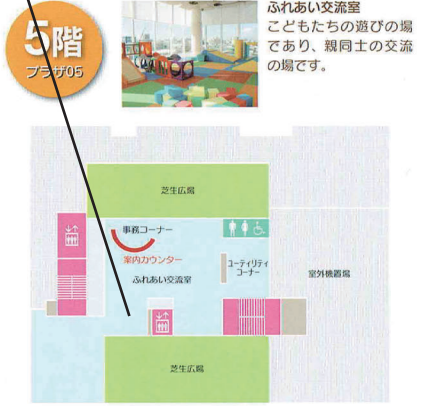 5階
プラザ05
ふれあい交流室
こどもたちの遊びの場
であり、親同士の交流
の場です。
芝生広場
事務コーナー
案内カウンター
ふれあい交流室
ユーティリティ
コーナー
室外機置場
芝生広場